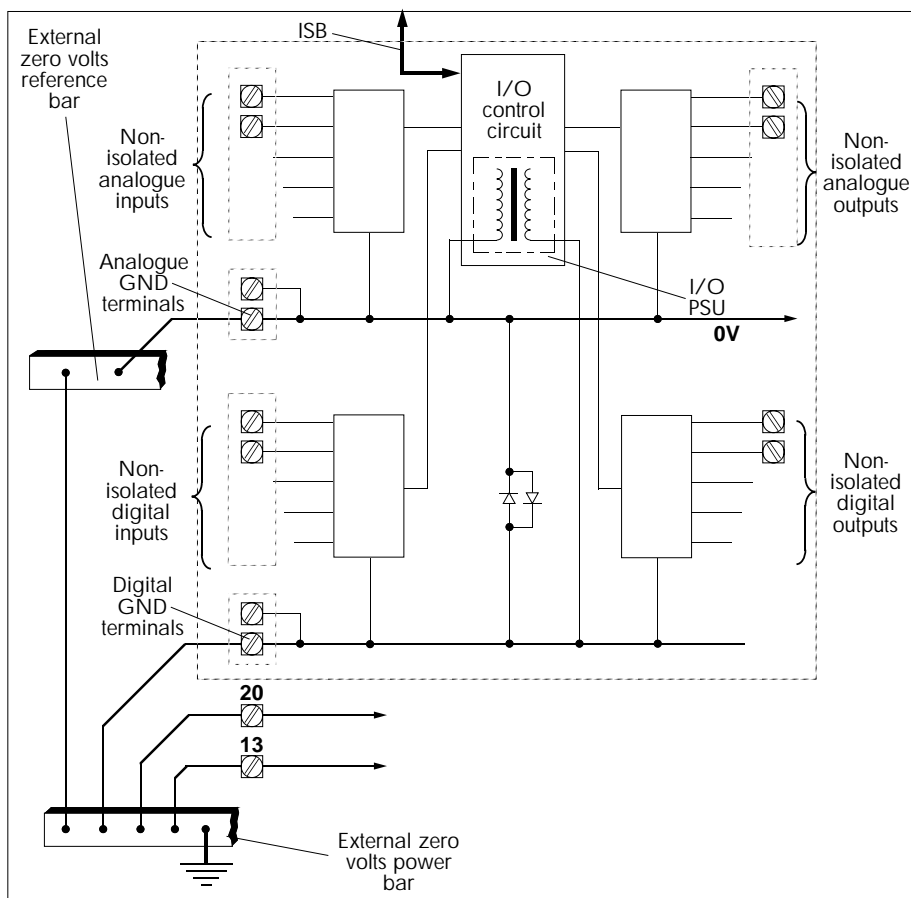 External
zero volts
reference
bar
ISB
I/O
control
circuit
Non-
isolated
analogue
inputs
Non-
isolated
analogue
outputs
Analogue
GND
terminals
I/O
PSU
0V
Non-
isolated
digital
inputs
Non-
isolated
digital
outputs
Digital
GND
terminals
20
13
External zero
volts power
bar